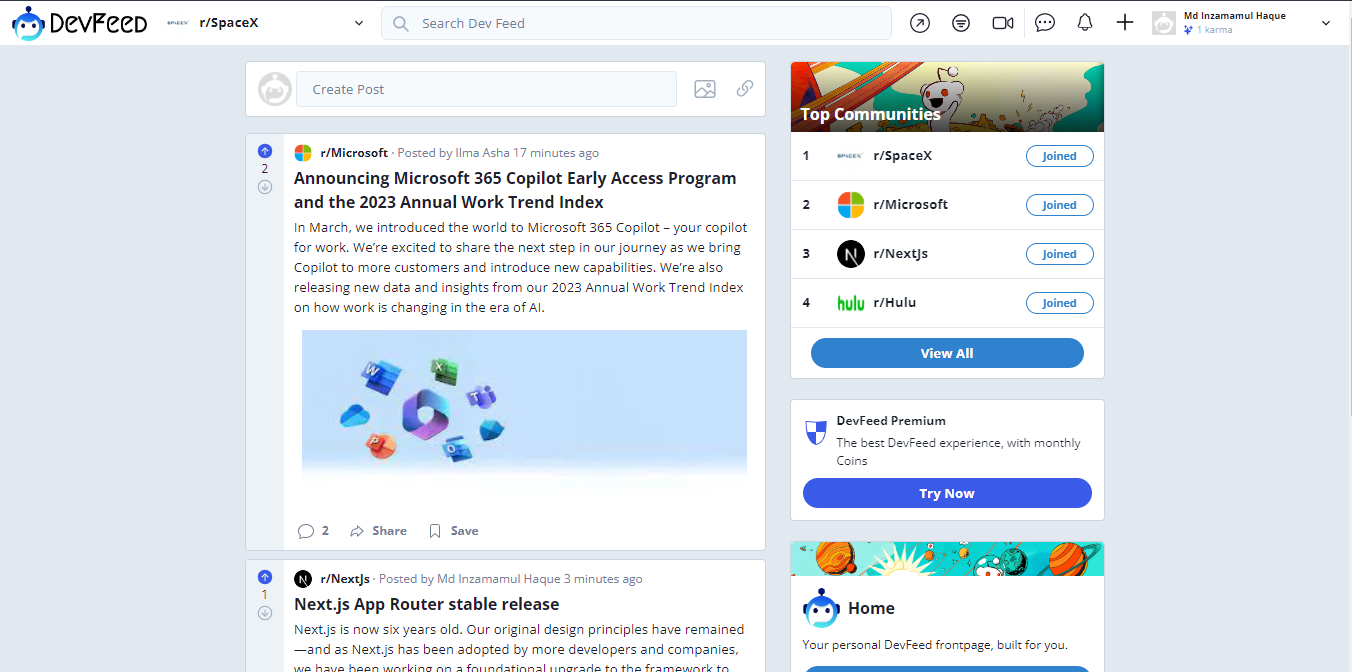 DevFeed
SPACEX
r/SpaceX
Search Dev Feed
Md Inzamamul Haque
1 karma
Create Post
2
r/Microsoft · Posted by Ilma Asha 17 minutes ago
Announcing Microsoft 365 Copilot Early Access Program
and the 2023 Annual Work Trend Index
In March, we introduced the world to Microsoft 365 Copilot – your copilot
for work. We’re excited to share the next step in our journey as we bring
Copilot to more customers and introduce new capabilities. We’re also
releasing new data and insights from our 2023 Annual Work Trend Index
on how work is changing in the era of AI.
W
X
T
P
O
2
Share
Save
1
N
r/NextJs · Posted by Md Inzamamul Haque 3 minutes ago
Next.js App Router stable release
Next.js is now six years old. Our original design principles have remained
—and as Next.js has been adopted by more developers and companies,
we have been working on a foundational upgrade to the framework to
Top Communities
1 SPACEX r/SpaceX Joined
2 r/Microsoft Joined
3 N r/NextJs Joined
4 hulu r/Hulu Joined
View All
DevFeed Premium
The best DevFeed experience, with monthly
Coins
Try Now
Home
Your personal DevFeed frontpage, built for you.